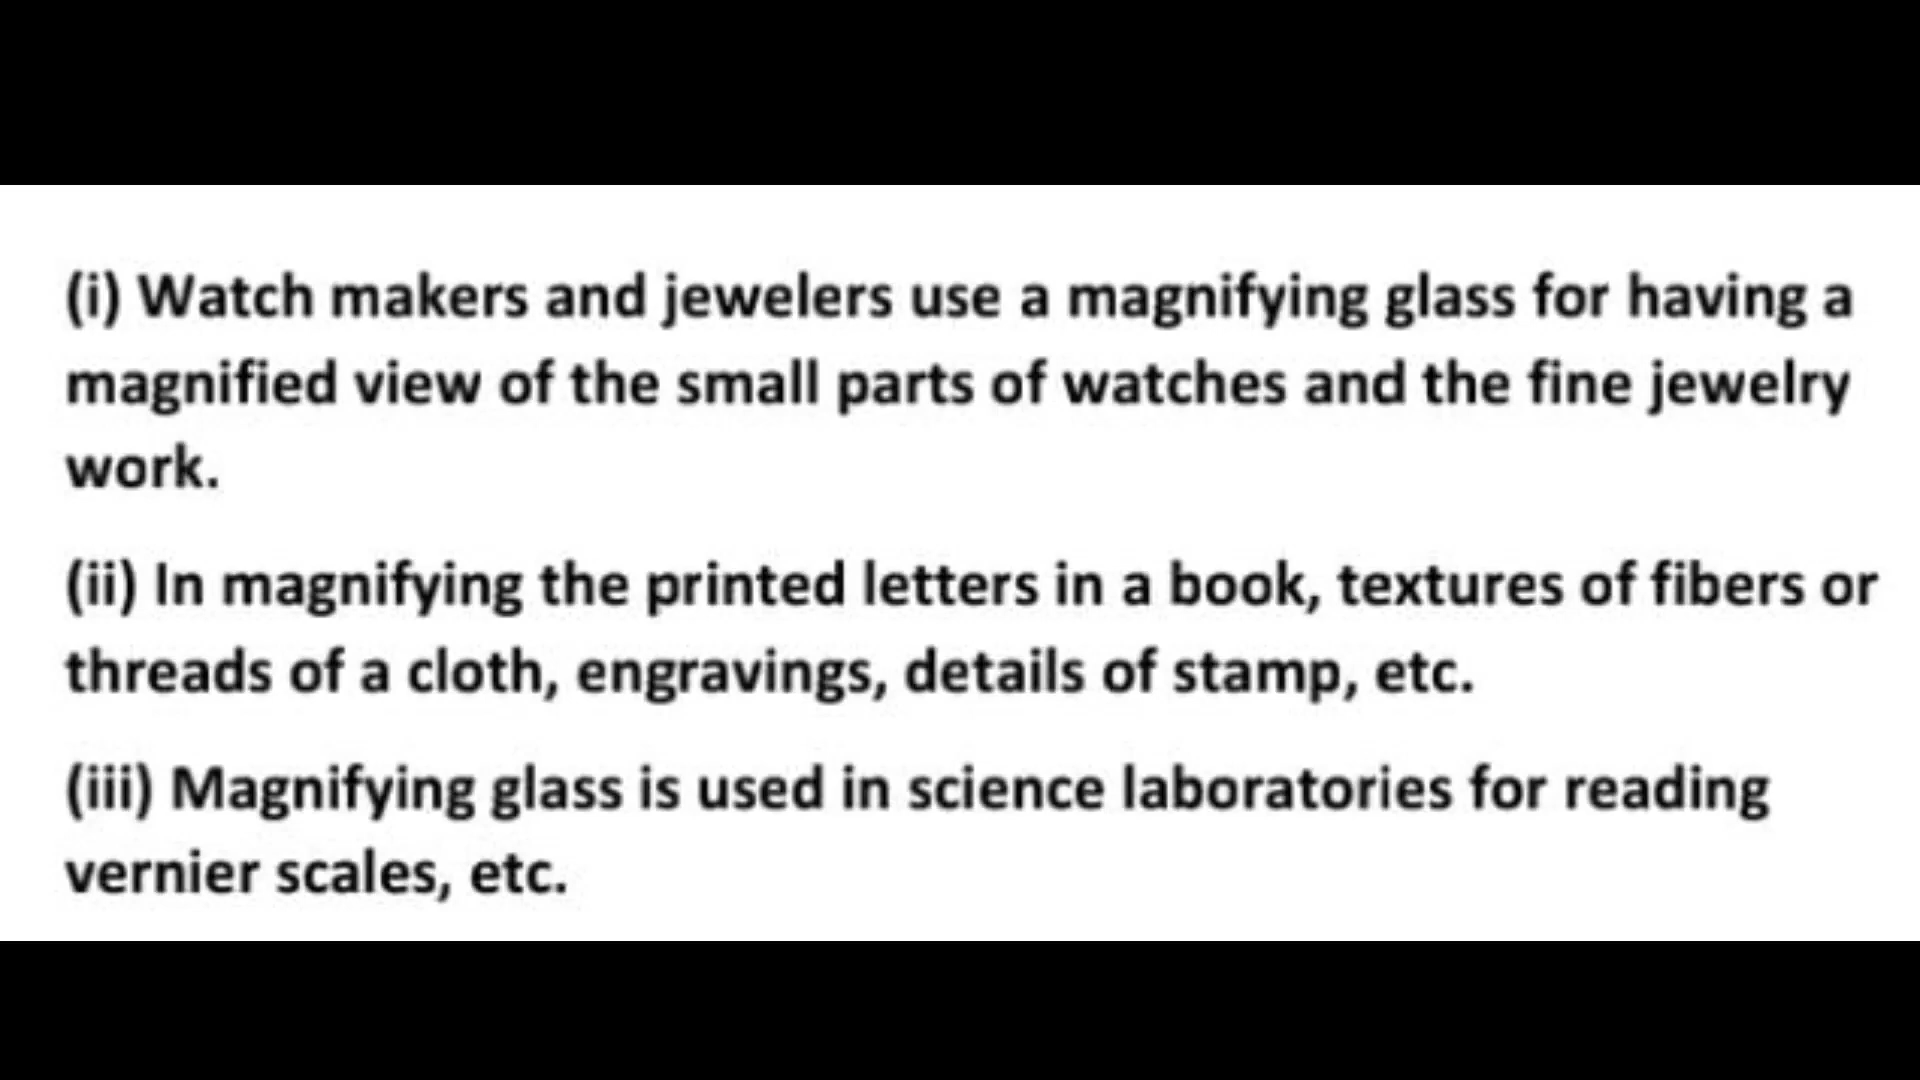 (i) Watch makers and jewelers use a magnifying glass for having a
magnified view of the small parts of watches and the fine jewelry
work.
(ii) In magnifying the printed letters in a book, textures of fibers or
threads of a cloth, engravings, details of stamp, etc.
(iii) Magnifying glass is used in science laboratories for reading
vernier scales, etc.